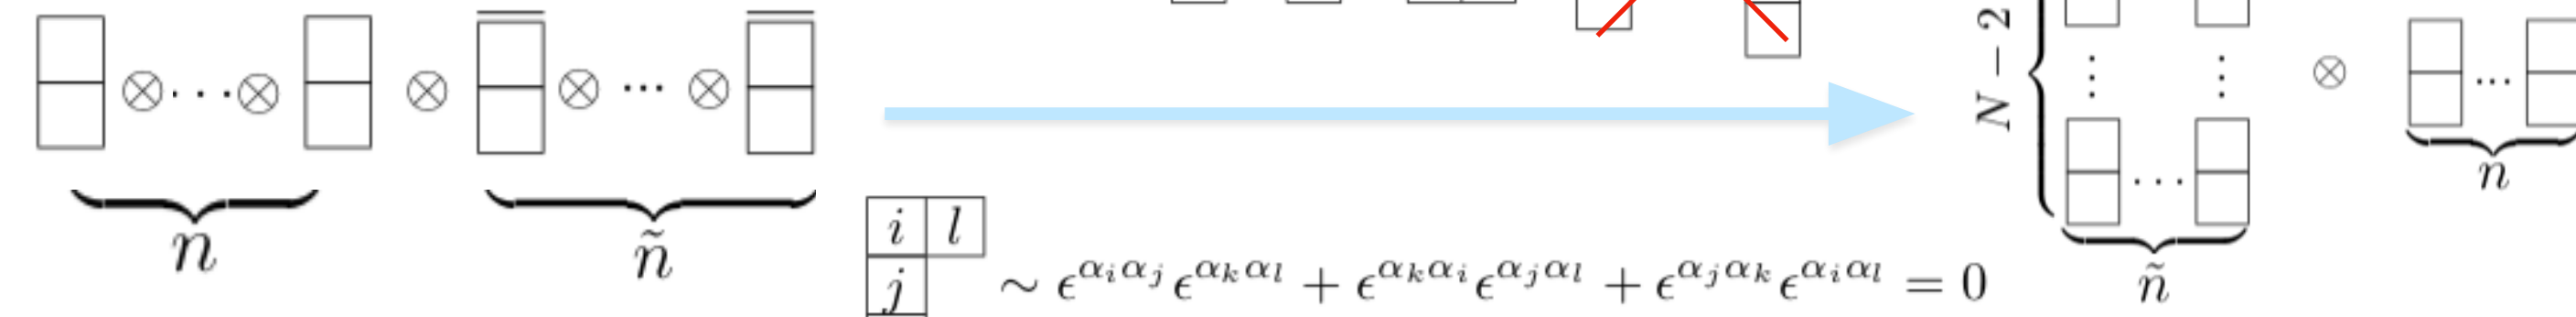 ⊗ ⋯ ⊗ ⊗ ⊗ ⋯ ⊗
n
ñ
i l
j
∼ ϵ^{α_i α_j} ϵ^{α_k α_l} + ϵ^{α_k α_i} ϵ^{α_j α_l} + ϵ^{α_j α_k} ϵ^{α_i α_l} = 0
N − 2
⋮ ⋮ ⊗ ⋯
⋯
ñ
n